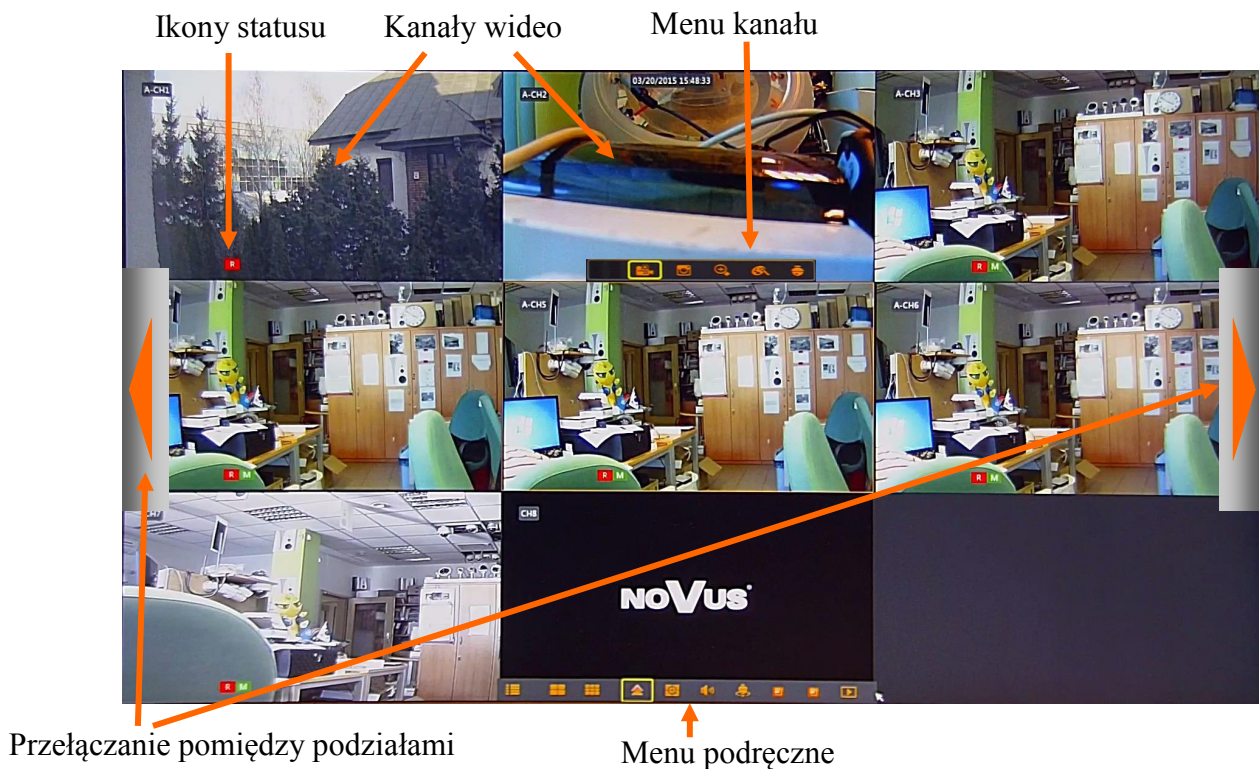 Ikony statusu
Kanały wideo
Menu kanału
A-CH1
A-CH2
03/20/2015 15:48:33
A-CH3
R
R M
A-CH5
A-CH6
R M
R M
R M
CH8
NOVUS
R M
Przełączanie pomiędzy podziałami
Menu podręczne